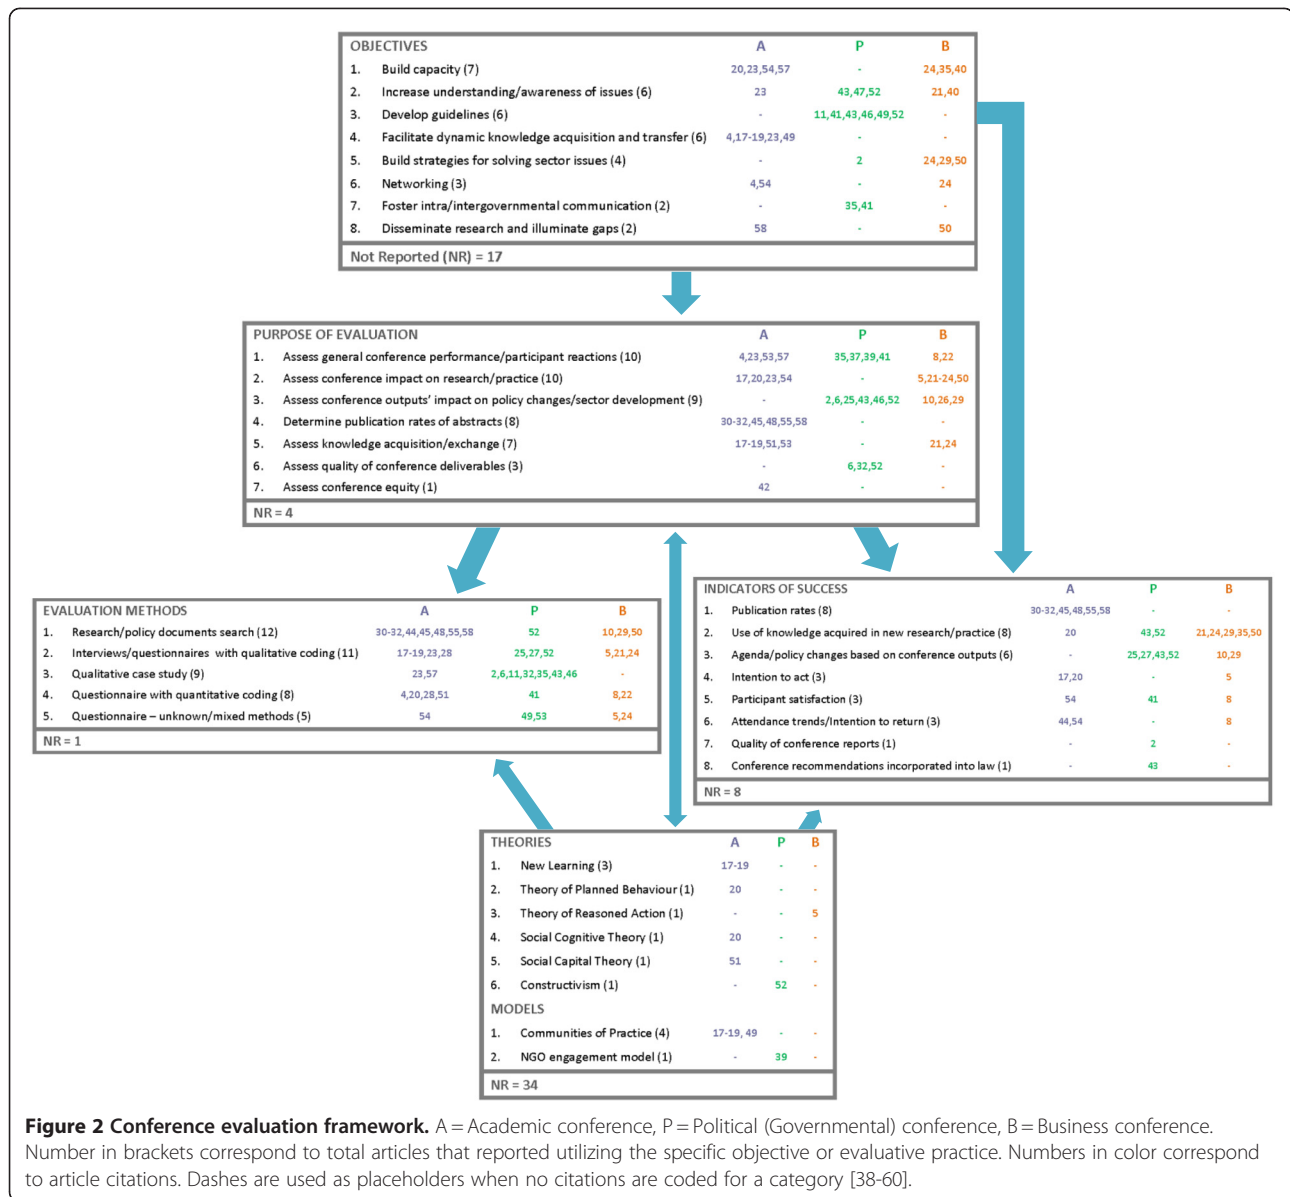 OBJECTIVES A P B
1. Build capacity (7) 20,23,54,57 - 24,35,40
2. Increase understanding/awareness of issues (6) 23 43,47,52 21,40
3. Develop guidelines (6) - 11,41,43,46,49,52 -
4. Facilitate dynamic knowledge acquisition and transfer (6) 4,17-19,23,49 - -
5. Build strategies for solving sector issues (4) - 2 24,29,50
6. Networking (3) 4,54 - 24
7. Foster intra/intergovernmental communication (2) - 35,41 -
8. Disseminate research and illuminate gaps (2) 58 - 50
Not Reported (NR) = 17
PURPOSE OF EVALUATION A P B
1. Assess general conference performance/participant reactions (10) 4,23,53,57 35,37,39,41 8,22
2. Assess conference impact on research/practice (10) 17,20,23,54 - 5,21-24,50
3. Assess conference outputs' impact on policy changes/sector development (9) - 2,6,25,43,46,52 10,26,29
4. Determine publication rates of abstracts (8) 30-32,45,48,55,58 - -
5. Assess knowledge acquisition/exchange (7) 17-19,51,53 - 21,24
6. Assess quality of conference deliverables (3) - 6,32,52 -
7. Assess conference equity (1) 42 - -
NR = 4
EVALUATION METHODS A P B
1. Research/policy documents search (12) 30-32,44,45,48,55,58 52 10,29,50
2. Interviews/questionnaires with qualitative coding (11) 17-19,23,28 25,27,52 5,21,24
3. Qualitative case study (9) 23,57 2,6,11,32,35,43,46 -
4. Questionnaire with quantitative coding (8) 4,20,28,51 41 8,22
5. Questionnaire – unknown/mixed methods (5) 54 49,53 5,24
NR = 1
INDICATORS OF SUCCESS A P B
1. Publication rates (8) 30-32,45,48,55,58 - -
2. Use of knowledge acquired in new research/practice (8) 20 43,52 21,24,29,35,50
3. Agenda/policy changes based on conference outputs (6) - 25,27,43,52 10,29
4. Intention to act (3) 17,20 - 5
5. Participant satisfaction (3) 54 41 8
6. Attendance trends/Intention to return (3) 44,54 - 8
7. Quality of conference reports (1) - 2 -
8. Conference recommendations incorporated into law (1) - 43 -
NR = 8
THEORIES A P B
1. New Learning (3) 17-19 - -
2. Theory of Planned Behaviour (1) 20 - -
3. Theory of Reasoned Action (1) - - 5
4. Social Cognitive Theory (1) 20 - -
5. Social Capital Theory (1) 51 - -
6. Constructivism (1) - 52 -
MODELS
1. Communities of Practice (4) 17-19, 49 - -
2. NGO engagement model (1) - 39 -
NR = 34
Figure 2 Conference evaluation framework. A = Academic conference, P = Political (Governmental) conference, B = Business conference.
Number in brackets correspond to total articles that reported utilizing the specific objective or evaluative practice. Numbers in color correspond
to article citations. Dashes are used as placeholders when no citations are coded for a category [38-60].